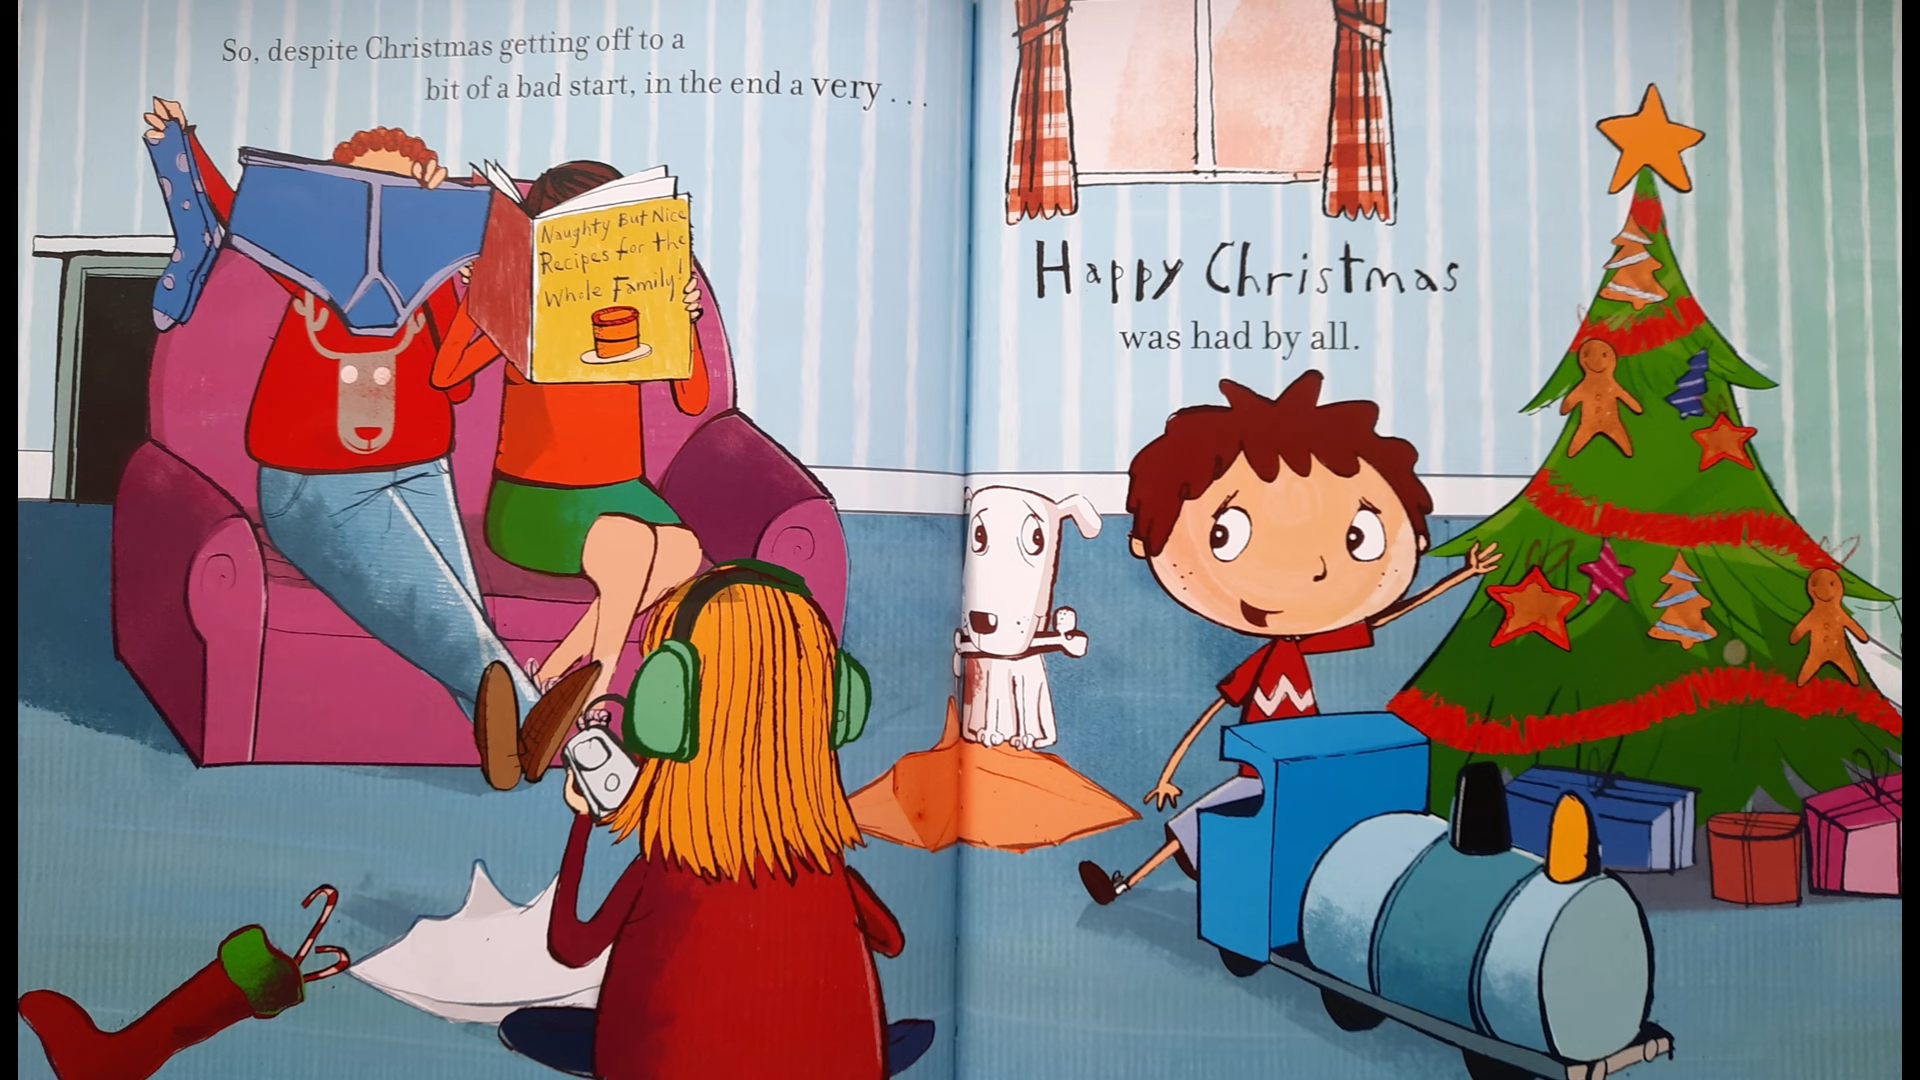 So, despite Christmas getting off to a
bit of a bad start, in the end a very . . .
Naughty But Nice
Recipes for the
Whole Family!
Happy Christmas
was had by all.